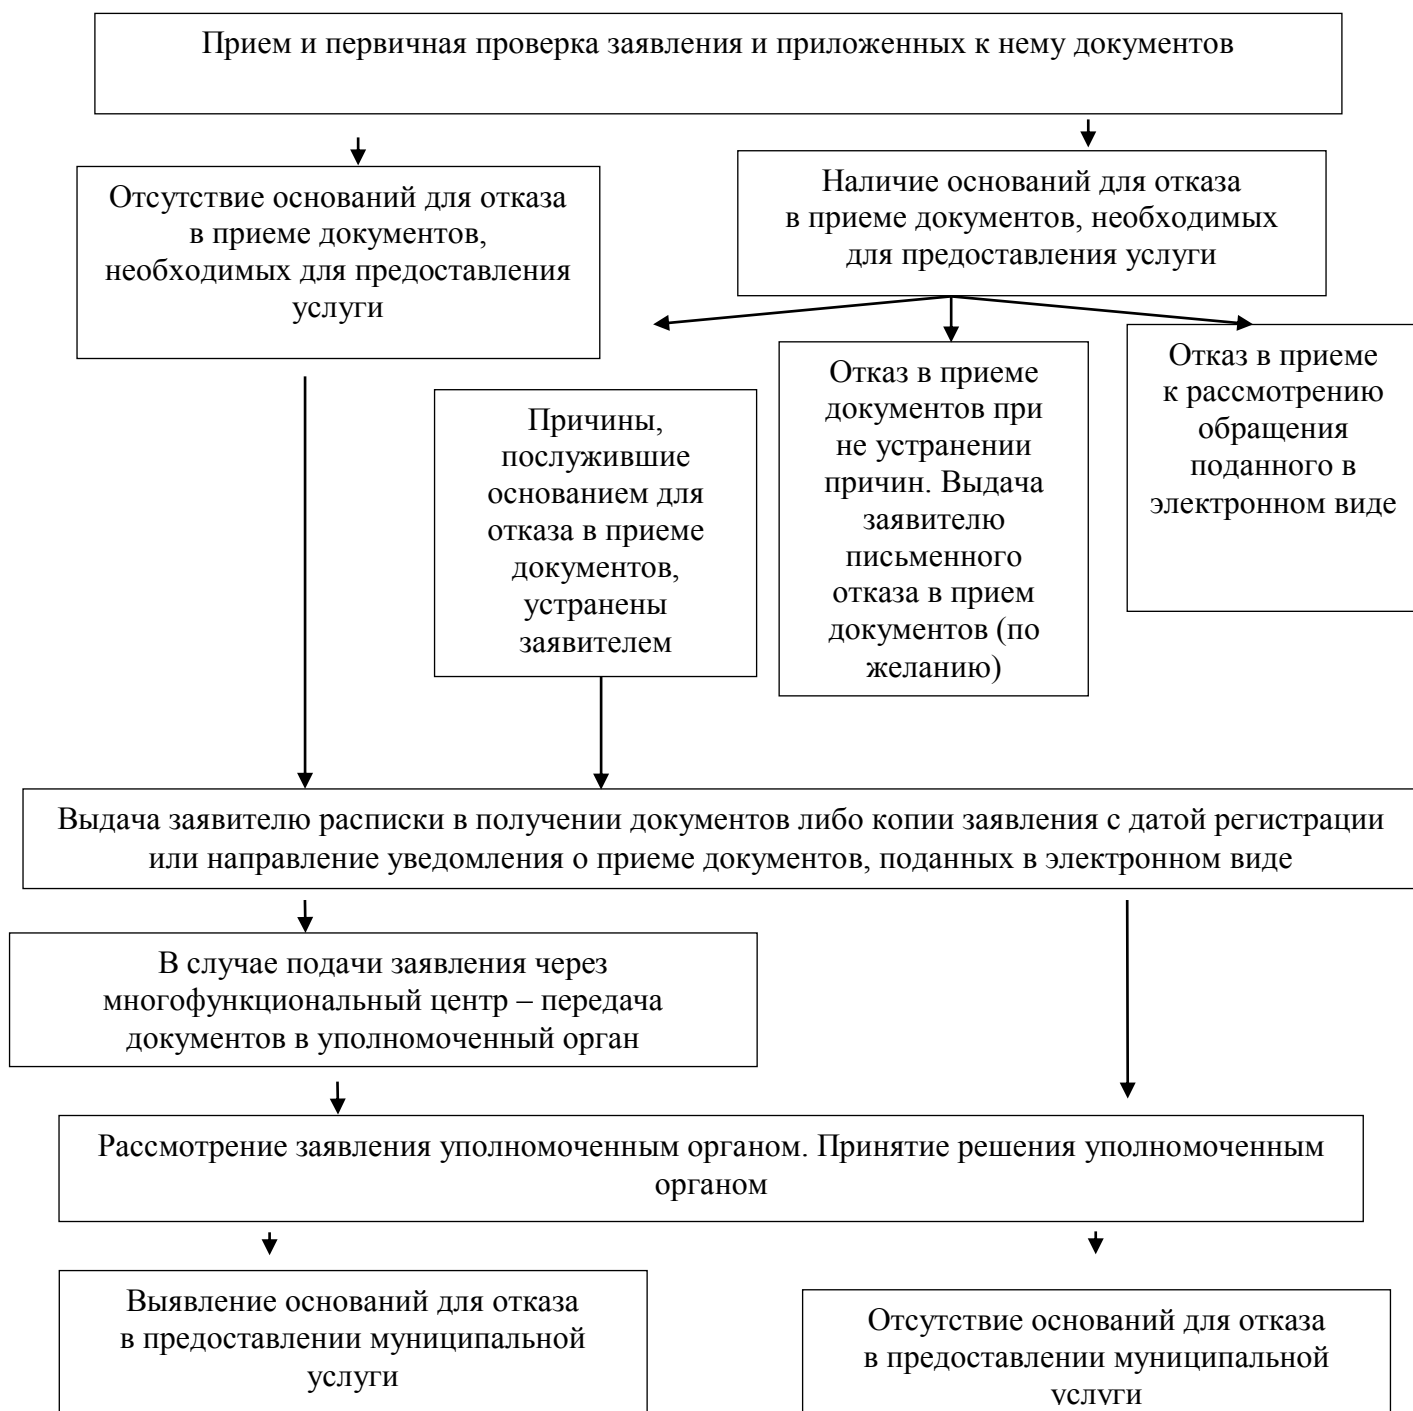 Прием и первичная проверка заявления и приложенных к нему документов
Отсутствие оснований для отказа
в приеме документов,
необходимых для предоставления
услуги
Наличие оснований для отказа
в приеме документов, необходимых
для предоставления услуги
Причины,
послужившие
основанием для
отказа в приеме
документов,
устранены
заявителем
Отказ в приеме
документов при
не устранении
причин. Выдача
заявителю
письменного
отказа в прием
документов (по
желанию)
Отказ в приеме
к рассмотрению
обращения
поданного в
электронном виде
Выдача заявителю расписки в получении документов либо копии заявления с датой регистрации
или направление уведомления о приеме документов, поданных в электронном виде
В случае подачи заявления через
многофункциональный центр – передача
документов в уполномоченный орган
Рассмотрение заявления уполномоченным органом. Принятие решения уполномоченным
органом
Выявление оснований для отказа
в предоставлении муниципальной
услуги
Отсутствие оснований для отказа
в предоставлении муниципальной
услуги